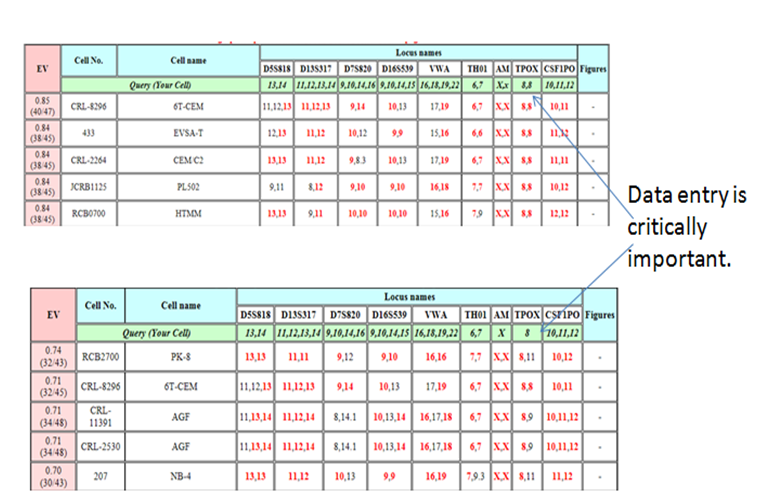 Locus names
EV Cell No. Cell name D5S818 D13S317 D7S820 D16S539 VWA TH01 AM TPOX CSF1PO Figures
Query (Your Cell) 13,14 11,12,13,14 9,10,14,16 9,10,14,15 16,18,19,22 6,7 X,x 8,8 10,11,12
0.85 (40/47) CRL-8296 6T-CEM 11,12,13 11,12,13 9,14 10,13 17,19 6,7 X,X 8,8 10,11 -
0.84 (38/45) 433 EVSA-T 12,13 11,12 10,12 9,9 15,16 6,6 X,X 8,8 11,12 -
0.84 (38/45) CRL-2264 CEM C2 13,13 11,12 9,8.3 10,13 17,19 6,7 X,X 8,8 11,11 -
0.84 (38/45) JCRB1125 PL502 9,11 8,12 9,10 9,10 16,18 7,7 X,X 8,8 10,12 -
0.84 (38/45) RCB0700 HTMM 13,13 9,11 10,10 10,10 15,16 7,9 X,X 8,8 12,12 -
Data entry is
critically
important.
Locus names
EV Cell No. Cell name D5S818 D13S317 D7S820 D16S539 VWA TH01 AM TPOX CSF1PO Figures
Query (Your Cell) 13,14 11,12,13,14 9,10,14,16 9,10,14,15 16,18,19,22 6,7 X 8 10,11,12
0.74 (32/43) RCB2700 PK-8 13,13 11,11 9,12 9,10 16,16 7,7 X,X 8,11 10,12 -
0.71 (32/45) CRL-8296 6T-CEM 11,12,13 11,12,13 9,14 10,13 17,19 6,7 X,X 8,8 10,11 -
0.71 (34/48) CRL-11391 AGF 11,13,14 11,12,14 8,14.1 10,13,14 16,17,18 6,7 X,X 8,9 10,11,12 -
0.71 (34/48) CRL-2530 AGF 11,13,14 11,12,14 8,14.1 10,13,14 16,17,18 6,7 X,X 8,9 10,11,12 -
0.70 (30/43) 207 NB-4 13,13 11,12 10,13 9,9 16,19 7,9.3 X,X 8,11 11,12 -